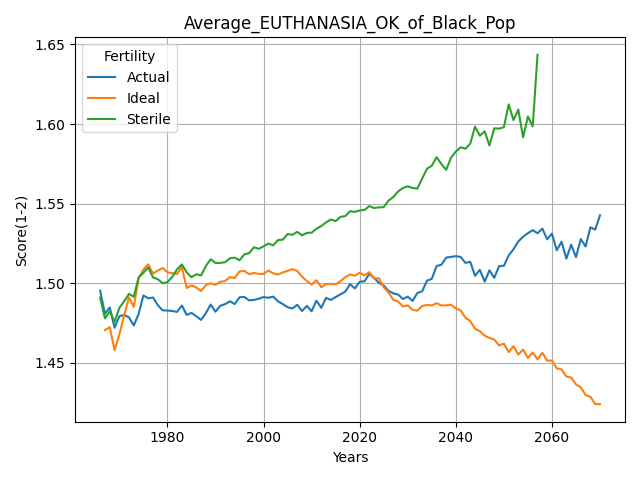 Average_EUTHANASIA_OK_of_Black_Pop
Fertility
Actual
Ideal
Sterile
Score(1-2)
1.65
1.60
1.55
1.50
1.45
1980 2000 2020 2040 2060
Years